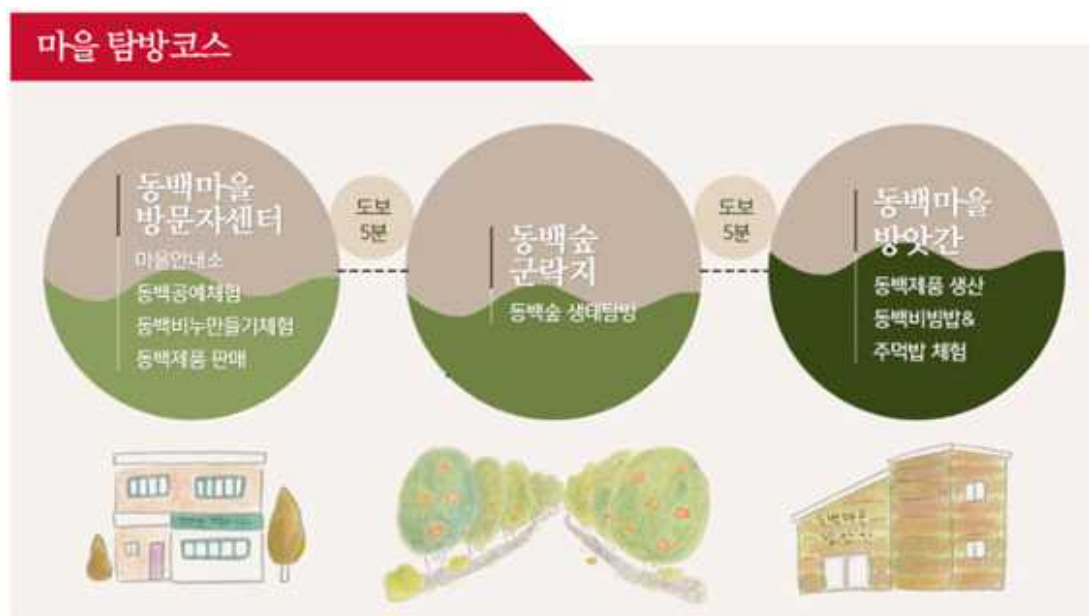 마을 탐방코스
동백마을
방문자센터
마을안내소
동백공예체험
동백비누만들기체험
동백제품 판매
도보
5분
동백숲
군락지
동백숲 생태탐방
도보
5분
동백마을
방앗간
동백제품 생산
동백비빔밥&
주먹밥 체험